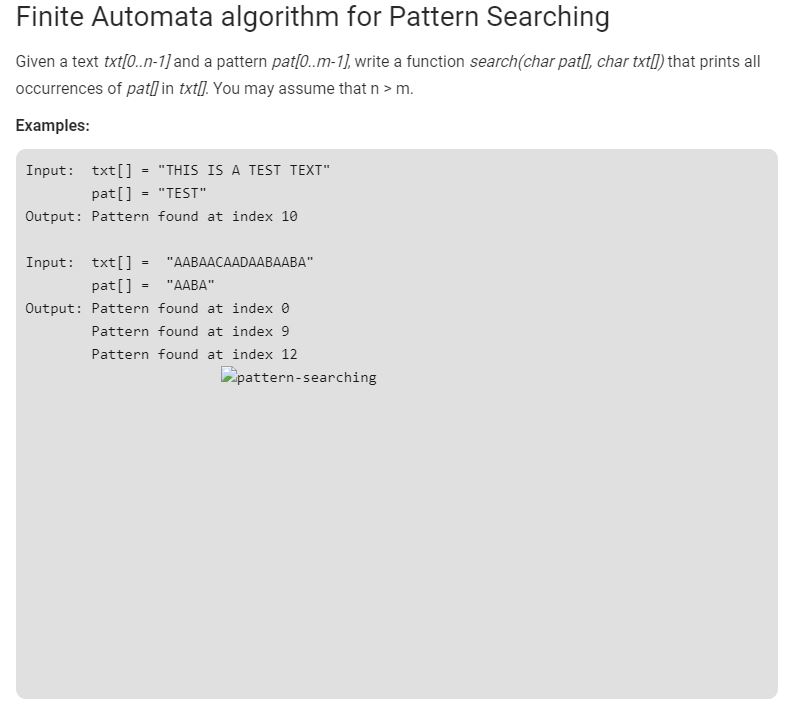 Finite Automata algorithm for Pattern Searching
Given a text txt[0..n-1] and a pattern pat[0..m-1], write a function search(char pat[], char txt[]) that prints all
occurrences of pat[] in txt[]. You may assume that n > m.
Examples:
Input:  txt[] = "THIS IS A TEST TEXT"
        pat[] = "TEST"
Output: Pattern found at index 10
Input:  txt[] =  "AABAACAADAABAABA"
        pat[] =  "AABA"
Output: Pattern found at index 0
        Pattern found at index 9
        Pattern found at index 12
pattern-searching